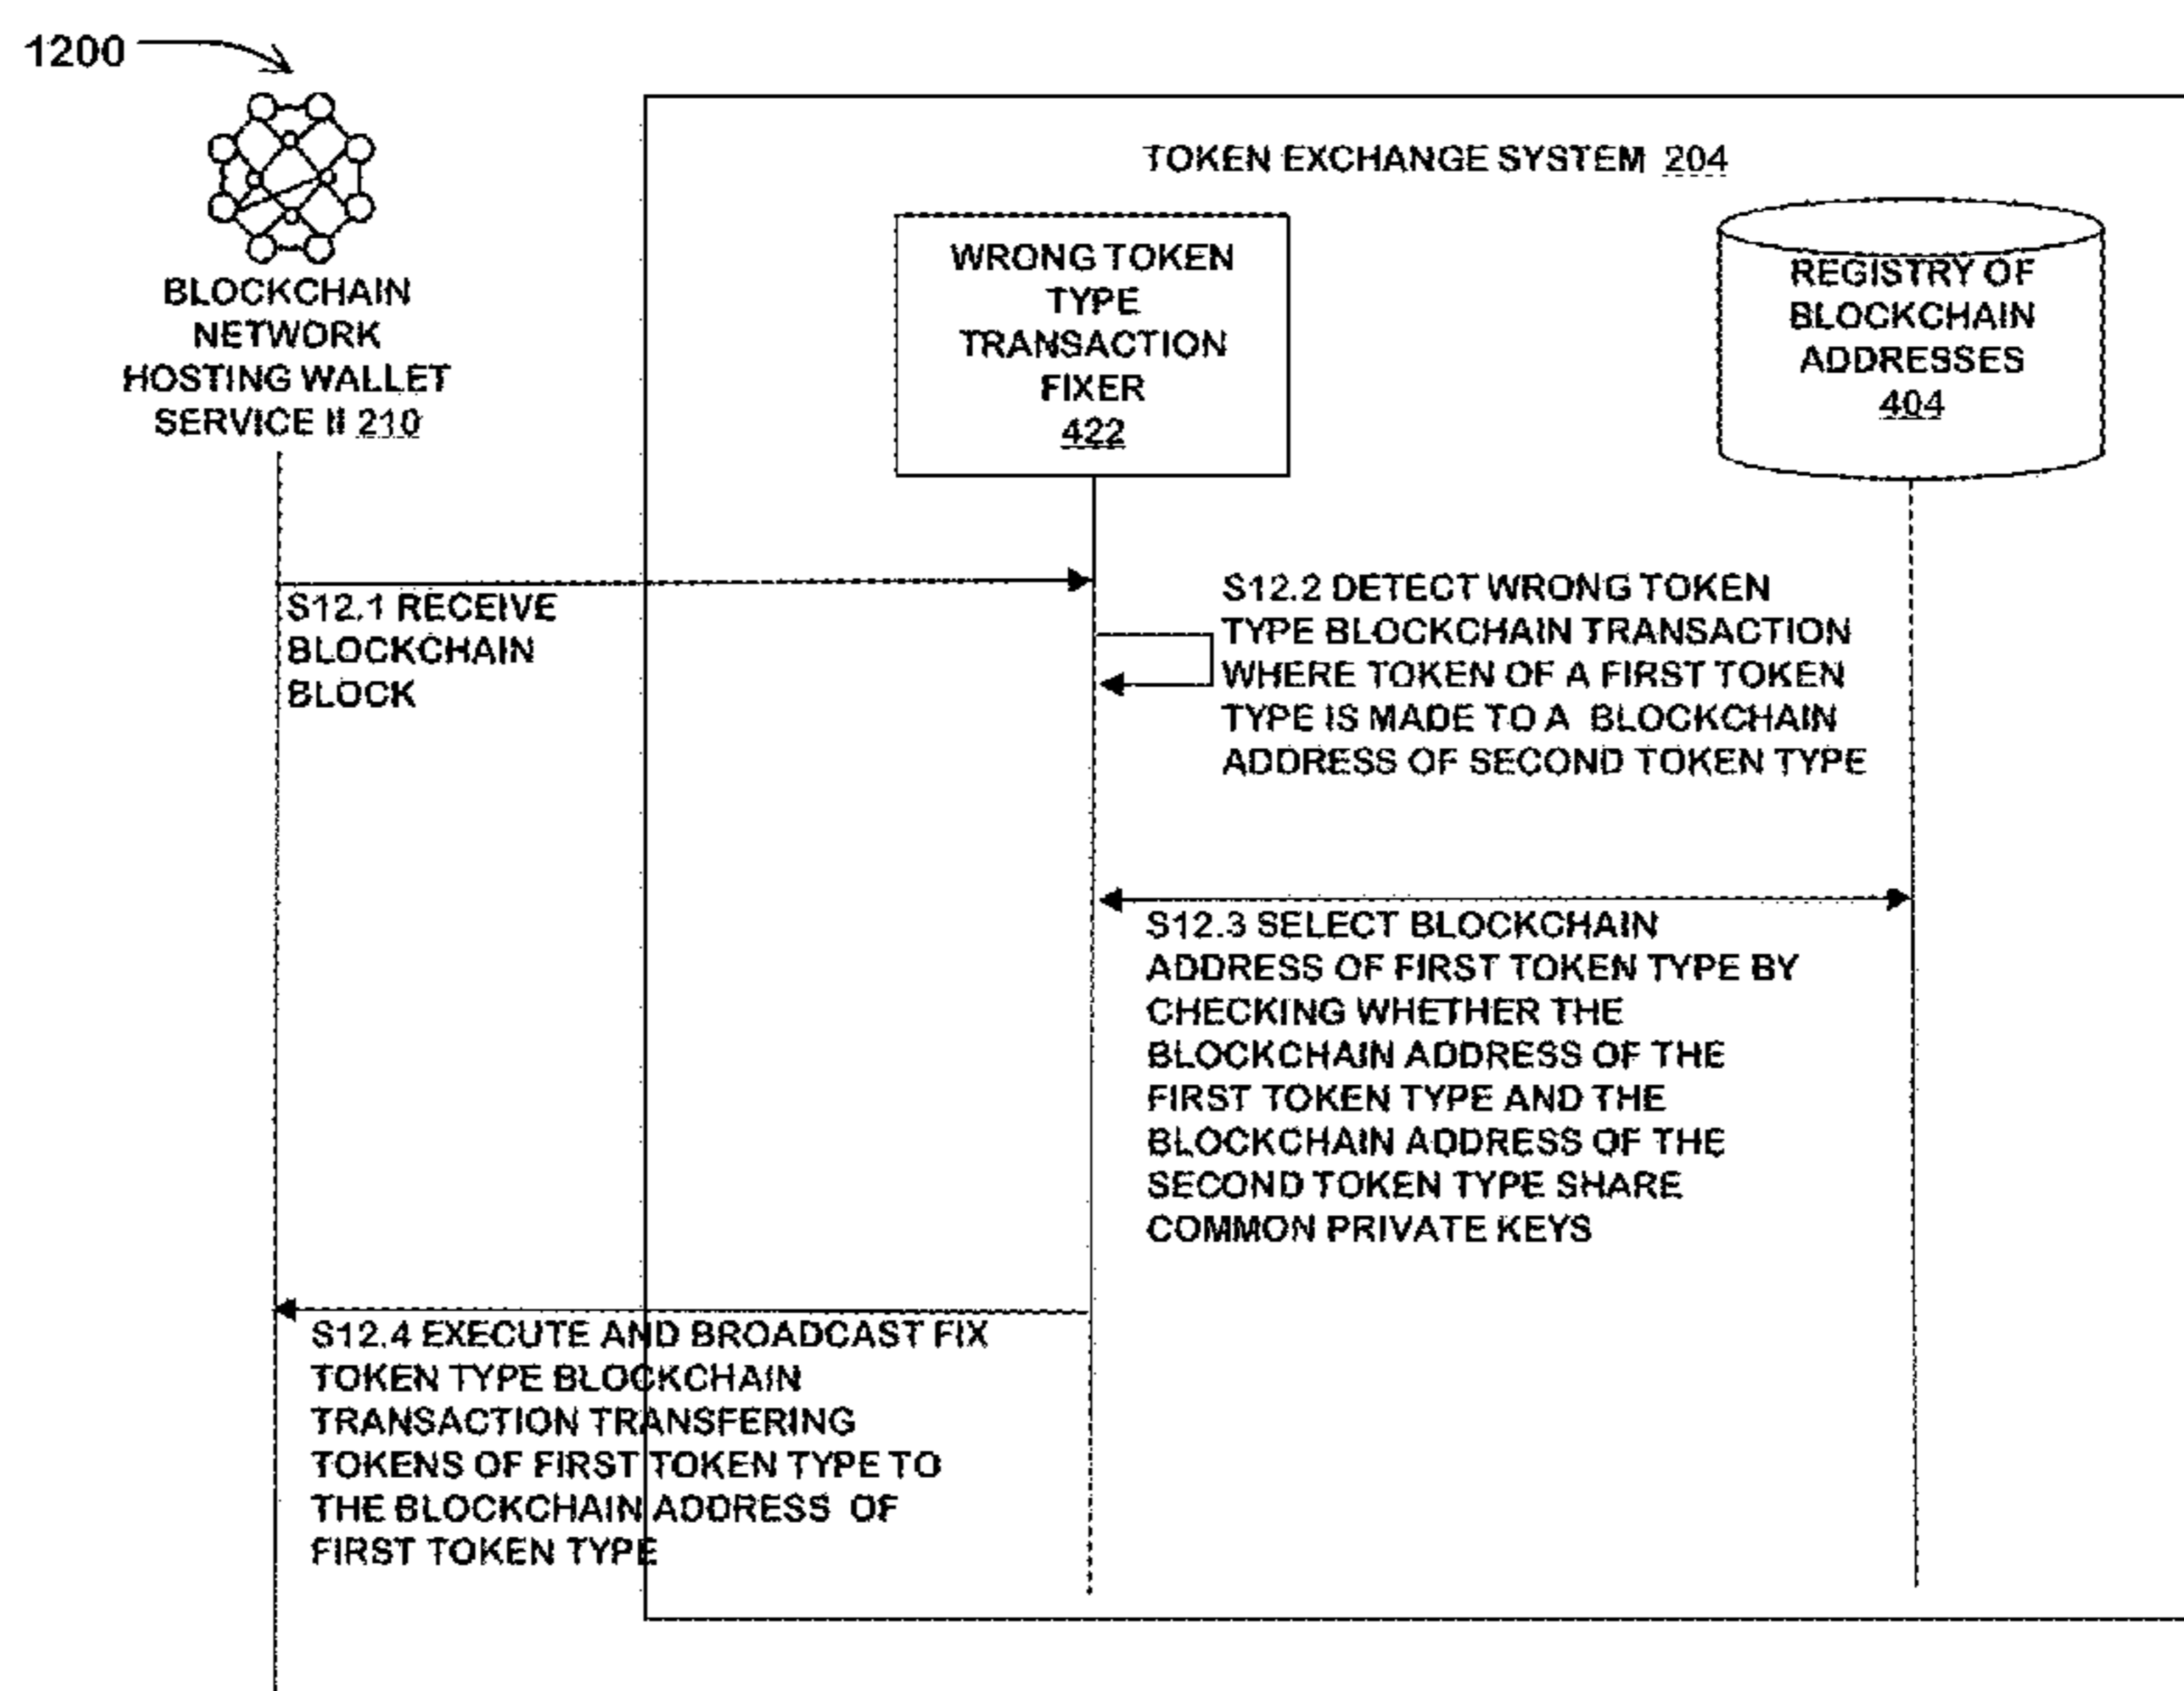 1200
TOKEN EXCHANGE SYSTEM 204
BLOCKCHAIN
NETWORK
HOSTING WALLET
SERVICE II 210
WRONG TOKEN
TYPE
TRANSACTION
FIXER
422
REGISTRY OF
BLOCKCHAIN
ADDRESSES
404
S12.1 RECEIVE
BLOCKCHAIN
BLOCK
S12.2 DETECT WRONG TOKEN
TYPE BLOCKCHAIN TRANSACTION
WHERE TOKEN OF A FIRST TOKEN
TYPE IS MADE TO A BLOCKCHAIN
ADDRESS OF SECOND TOKEN TYPE
S12.3 SELECT BLOCKCHAIN
ADDRESS OF FIRST TOKEN TYPE BY
CHECKING WHETHER THE
BLOCKCHAIN ADDRESS OF THE
FIRST TOKEN TYPE AND THE
BLOCKCHAIN ADDRESS OF THE
SECOND TOKEN TYPE SHARE
COMMON PRIVATE KEYS
S12.4 EXECUTE AND BROADCAST FIX
TOKEN TYPE BLOCKCHAIN
TRANSACTION TRANSFERING
TOKENS OF FIRST TOKEN TYPE TO
THE BLOCKCHAIN ADDRESS OF
FIRST TOKEN TYPE